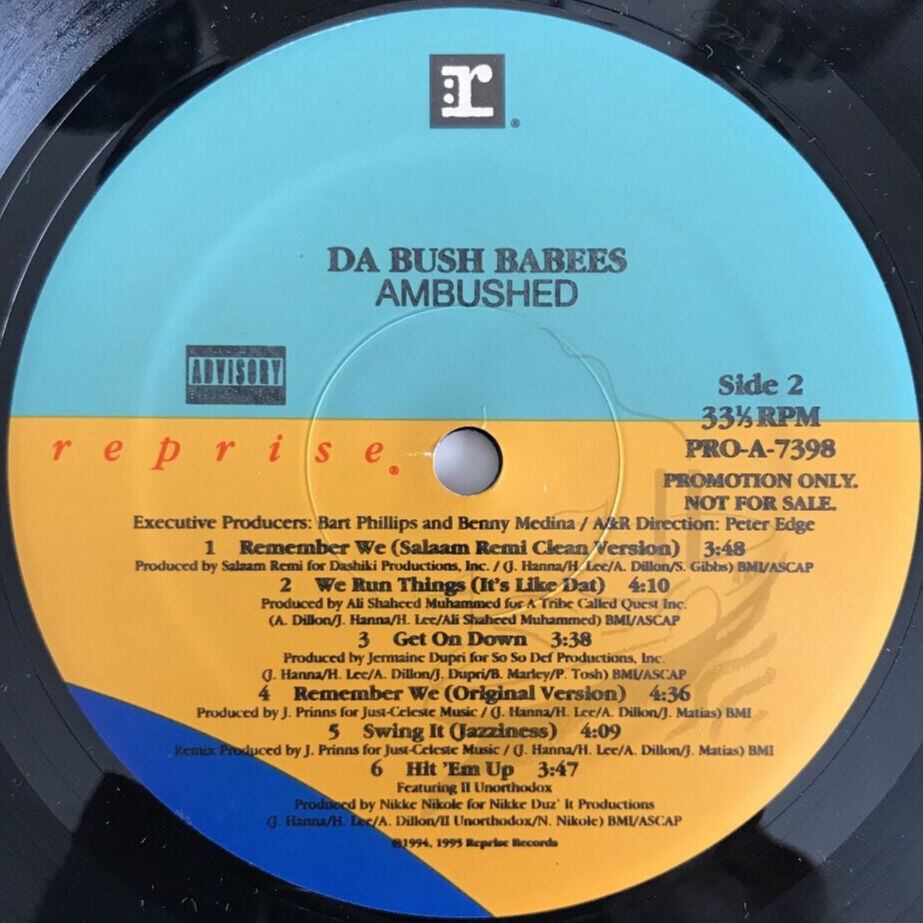 r®
DA BUSH BABEES
AMBUSHED
ADVISORY
Side 2
33⅓ RPM
PRO-A-7398
reprise®
PROMOTION ONLY.
NOT FOR SALE.
Executive Producers: Bart Phillips and Benny Medina / A&R Direction: Peter Edge
1 Remember We (Salaam Remi Clean Version) 3:48
Produced by Salaam Remi for Dashiki Productions, Inc. / (J. Hanna/H. Lee/A. Dillon/S. Gibbs) BMI/ASCAP
2 We Run Things (It's Like Dat) 4:10
Produced by Ali Shaheed Muhammed for A Tribe Called Quest Inc.
(A. Dillon/J. Hanna/H. Lee/Ali Shaheed Muhammed) BMI/ASCAP
3 Get On Down 3:38
Produced by Jermaine Dupri for So So Def Productions, Inc.
(J. Hanna/H. Lee/A. Dillon/J. Dupri/B. Marley/P. Tosh) BMI/ASCAP
4 Remember We (Original Version) 4:36
Produced by J. Prinns for Just-Celeste Music / (J. Hanna/H. Lee/A. Dillon/J. Matias) BMI
5 Swing It (Jazziness) 4:09
Remix Produced by J. Prinns for Just-Celeste Music / (J. Hanna/H. Lee/A. Dillon/J. Matias) BMI
6 Hit 'Em Up 3:47
Featuring II Unorthodox
Produced by Nikke Nikole for Nikke Duz' It Productions
(J. Hanna/H. Lee/A. Dillon/II Unorthodox/N. Nikole) BMI/ASCAP
©1994, 1995 Reprise Records